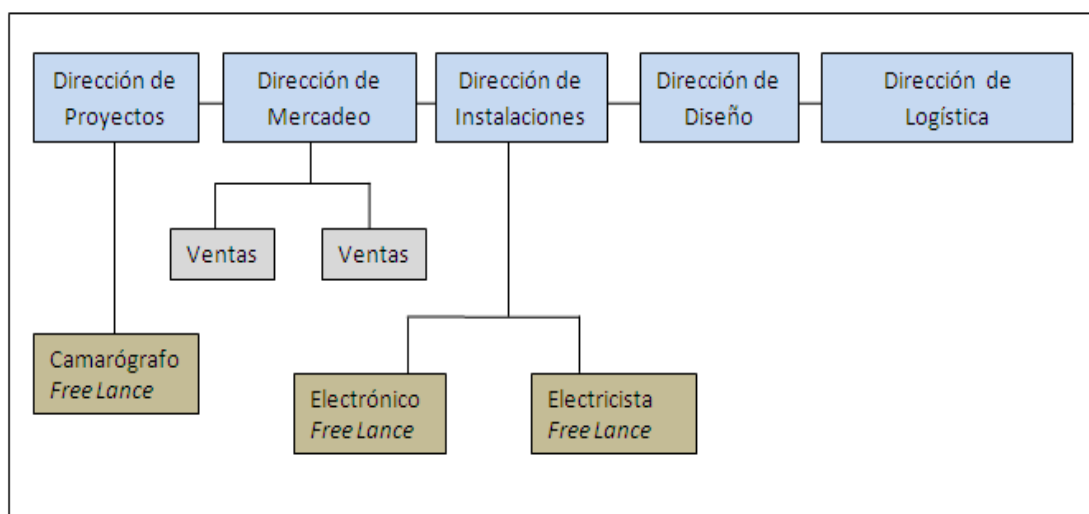 Dirección de
Proyectos
Dirección de
Mercadeo
Dirección de
Instalaciones
Dirección de
Diseño
Dirección de
Logística
Ventas
Ventas
Camarógrafo
Free Lance
Electrónico
Free Lance
Electricista
Free Lance